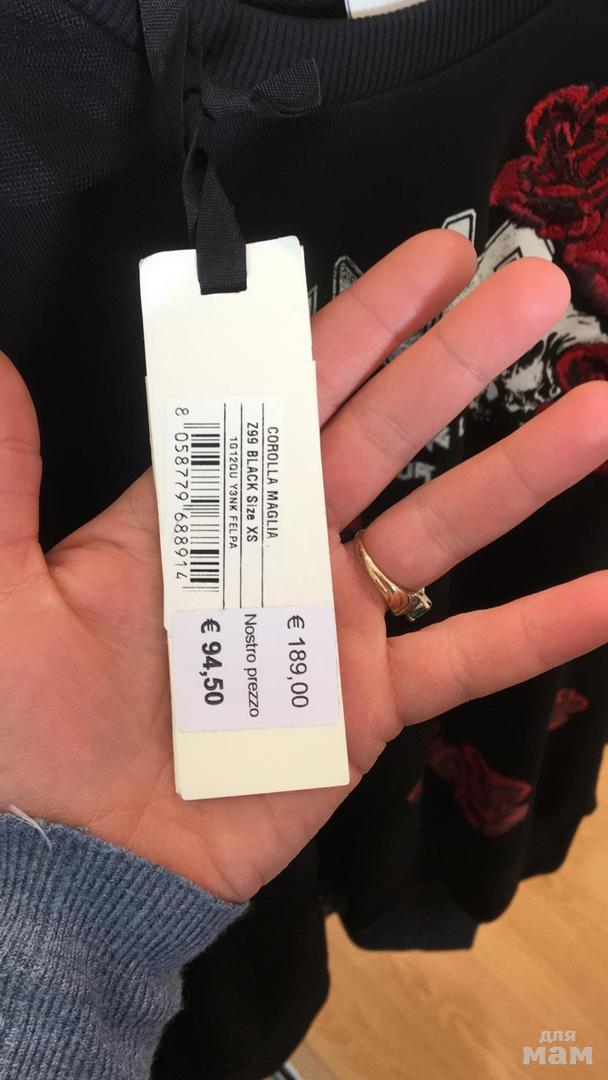 COROLLA MAGLIA
Z99 BLACK Size XS
1G12QU Y3NK FELPA
8 058779 688914
€ 189,00
Nostro prezzo
€ 94,50
для
мам